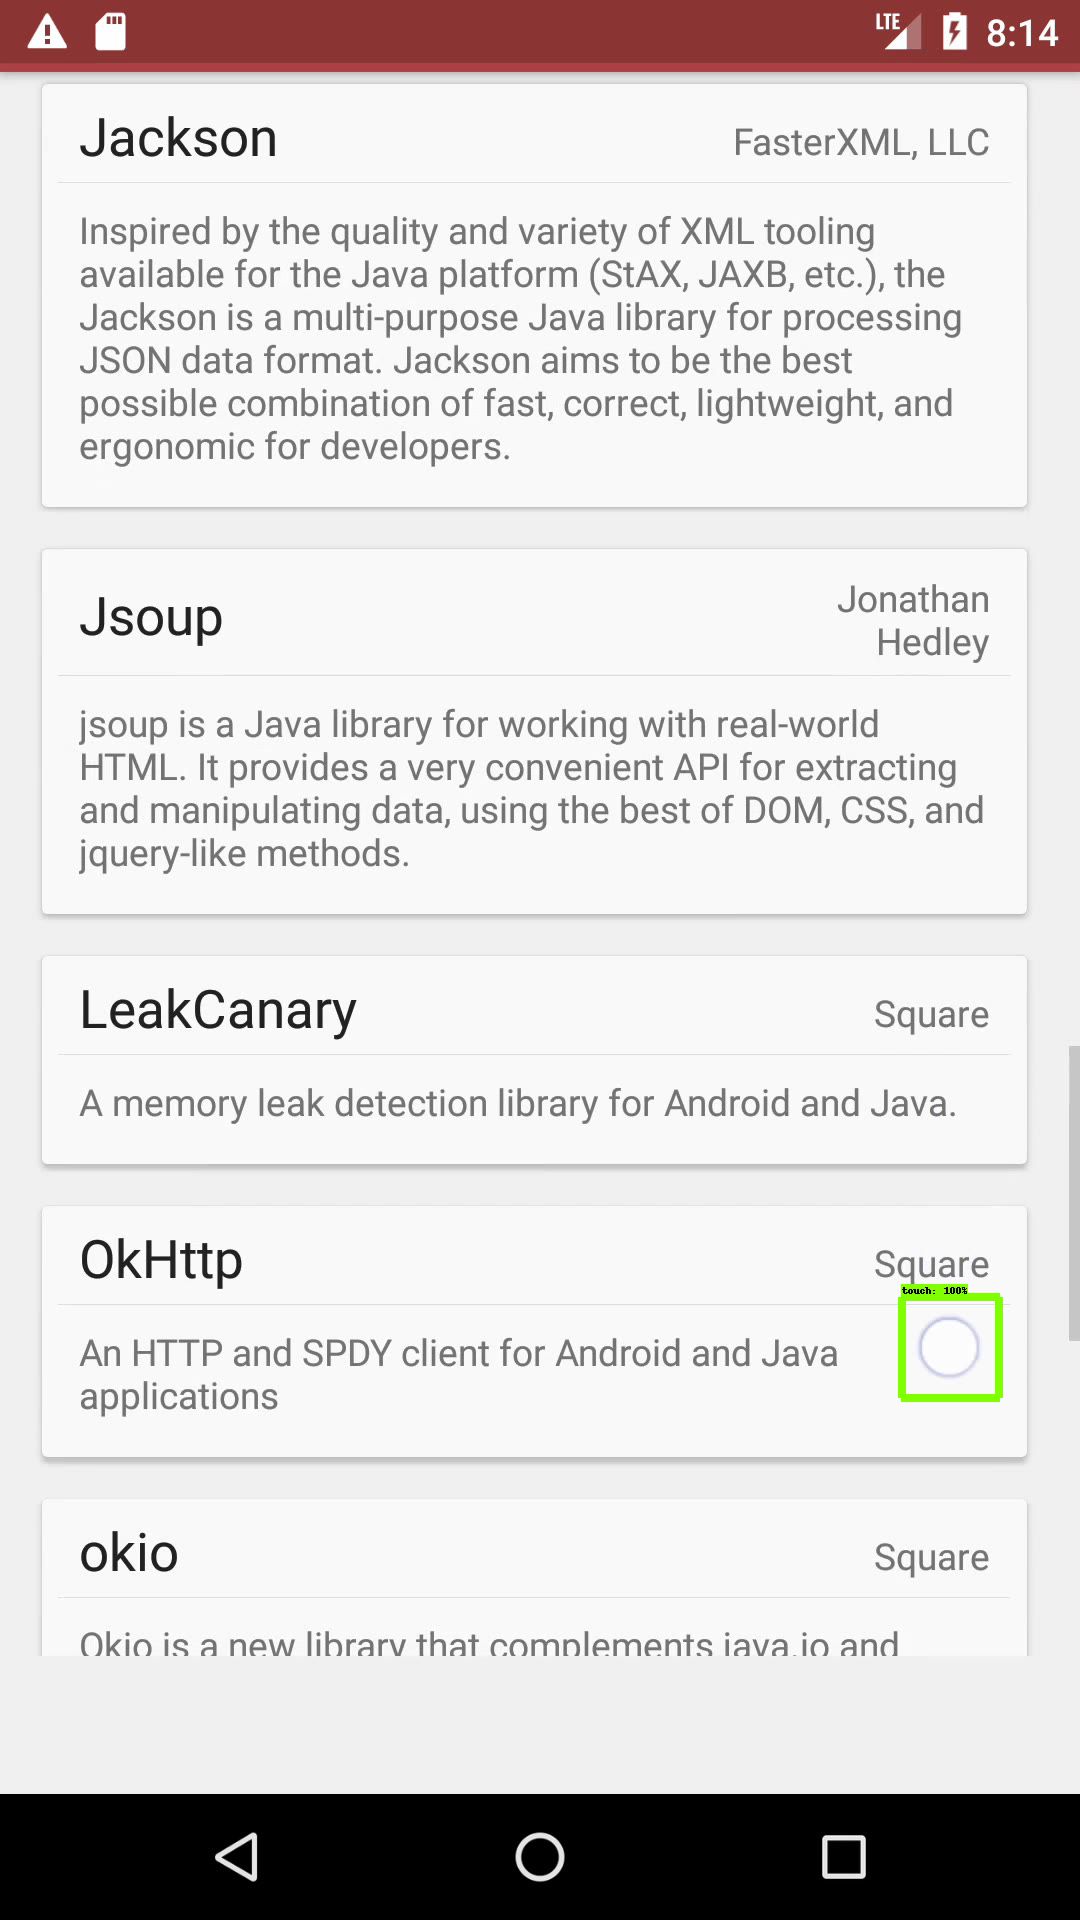 LTE 8:14
Jackson FasterXML, LLC
Inspired by the quality and variety of XML tooling
available for the Java platform (StAX, JAXB, etc.), the
Jackson is a multi-purpose Java library for processing
JSON data format. Jackson aims to be the best
possible combination of fast, correct, lightweight, and
ergonomic for developers.
Jsoup Jonathan
Hedley
jsoup is a Java library for working with real-world
HTML. It provides a very convenient API for extracting
and manipulating data, using the best of DOM, CSS, and
jquery-like methods.
LeakCanary Square
A memory leak detection library for Android and Java.
OkHttp Square
touch: 100%
An HTTP and SPDY client for Android and Java
applications
okio Square
Okio is a new library that complements java.io and